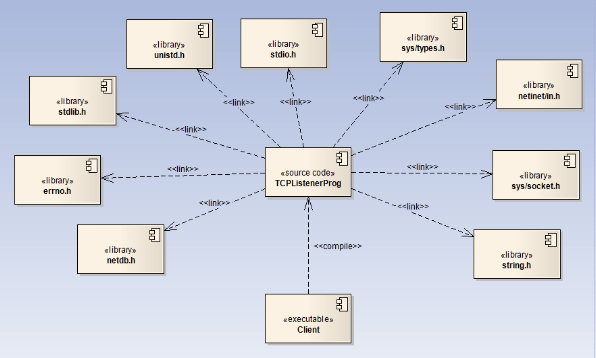 «library»
unistd.h
«library»
stdio.h
«library»
sys/types.h
«library»
stdlib.h
«library»
netinet/in.h
<<link>>
<<link>>
<<link>>
<<link>>
<<link>>
«library»
errno.h
<<link>>
«source code»
TCPListenerProg
<<link>>
«library»
sys/socket.h
<<link>>
<<link>>
«library»
netdb.h
«library»
string.h
<<compile>>
«executable»
Client